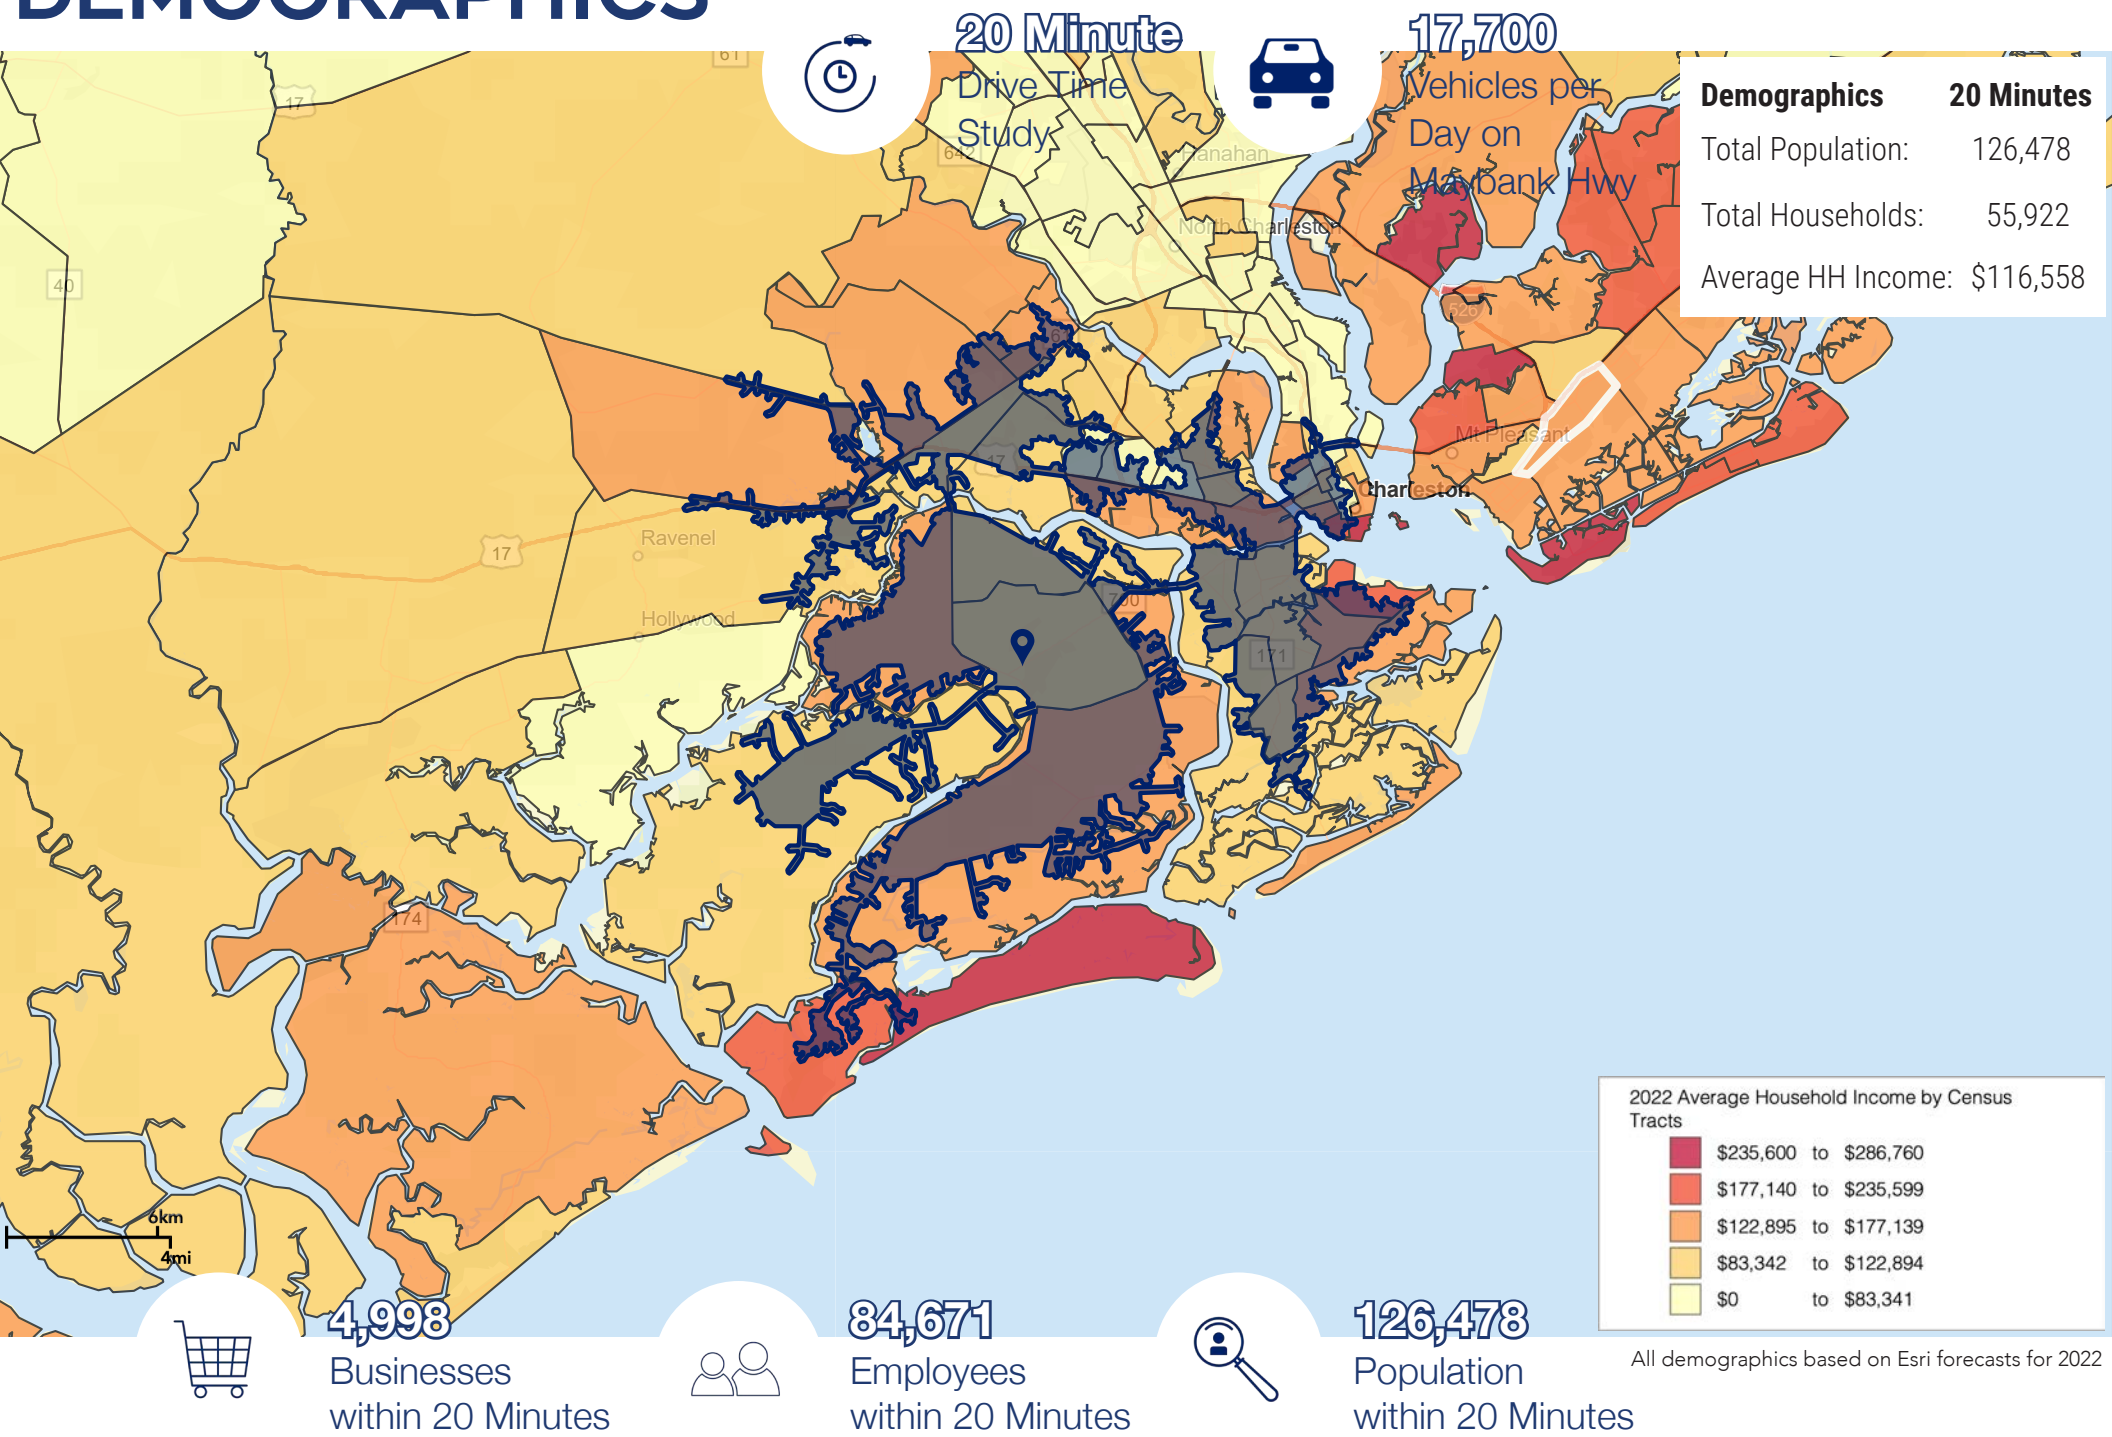 DEMOGRAPHICS
20 Minute
Drive Time
Study
17,700
Vehicles per
Day on
Maybank Hwy
Demographics 20 Minutes
Total Population: 126,478
Total Households: 55,922
Average HH Income: $116,558
61
17
642
Hanahan
North Charleston
40
526
61
17
Mt Pleasant
Charleston
17
Ravenel
Hollywood
700
171
174
6km
4mi
2022 Average Household Income by Census
Tracts
$235,600 to $286,760
$177,140 to $235,599
$122,895 to $177,139
$83,342 to $122,894
$0 to $83,341
All demographics based on Esri forecasts for 2022
4,998
Businesses
within 20 Minutes
84,671
Employees
within 20 Minutes
126,478
Population
within 20 Minutes